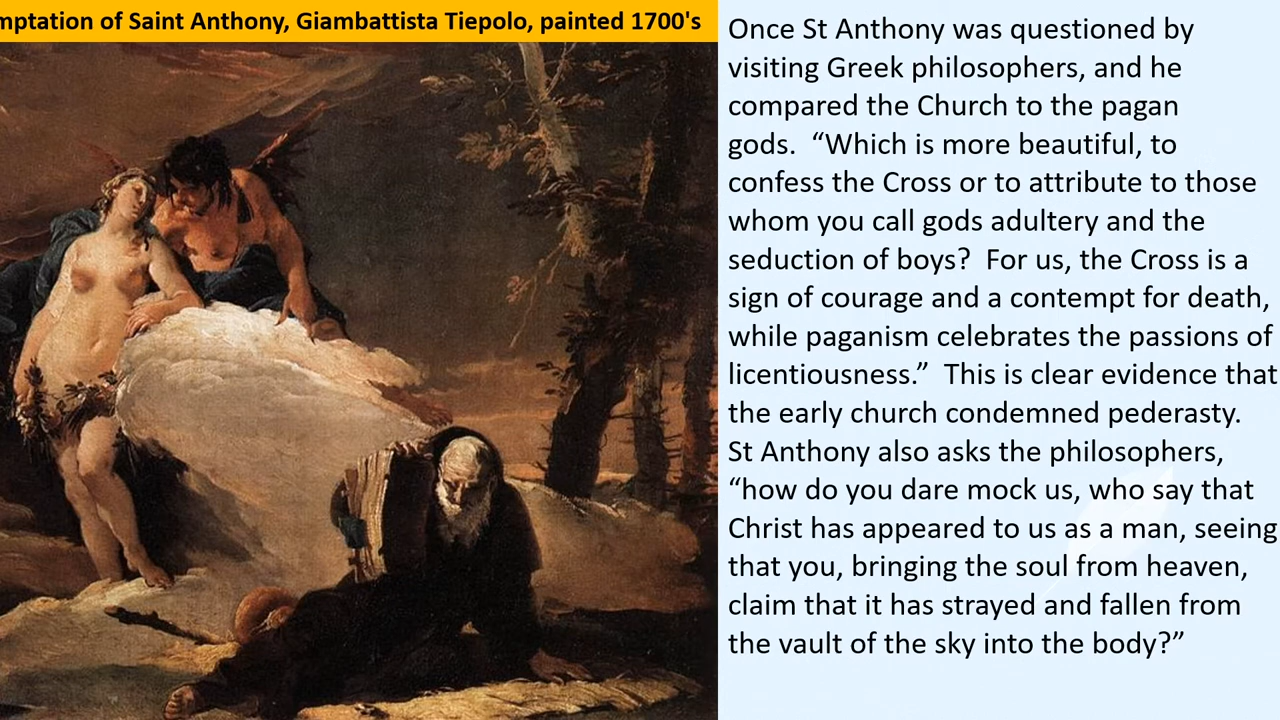 mptation of Saint Anthony, Giambattista Tiepolo, painted 1700's
Once St Anthony was questioned by
visiting Greek philosophers, and he
compared the Church to the pagan
gods.  “Which is more beautiful, to
confess the Cross or to attribute to those
whom you call gods adultery and the
seduction of boys?  For us, the Cross is a
sign of courage and a contempt for death,
while paganism celebrates the passions of
licentiousness.”  This is clear evidence that
the early church condemned pederasty.
St Anthony also asks the philosophers,
“how do you dare mock us, who say that
Christ has appeared to us as a man, seeing
that you, bringing the soul from heaven,
claim that it has strayed and fallen from
the vault of the sky into the body?”